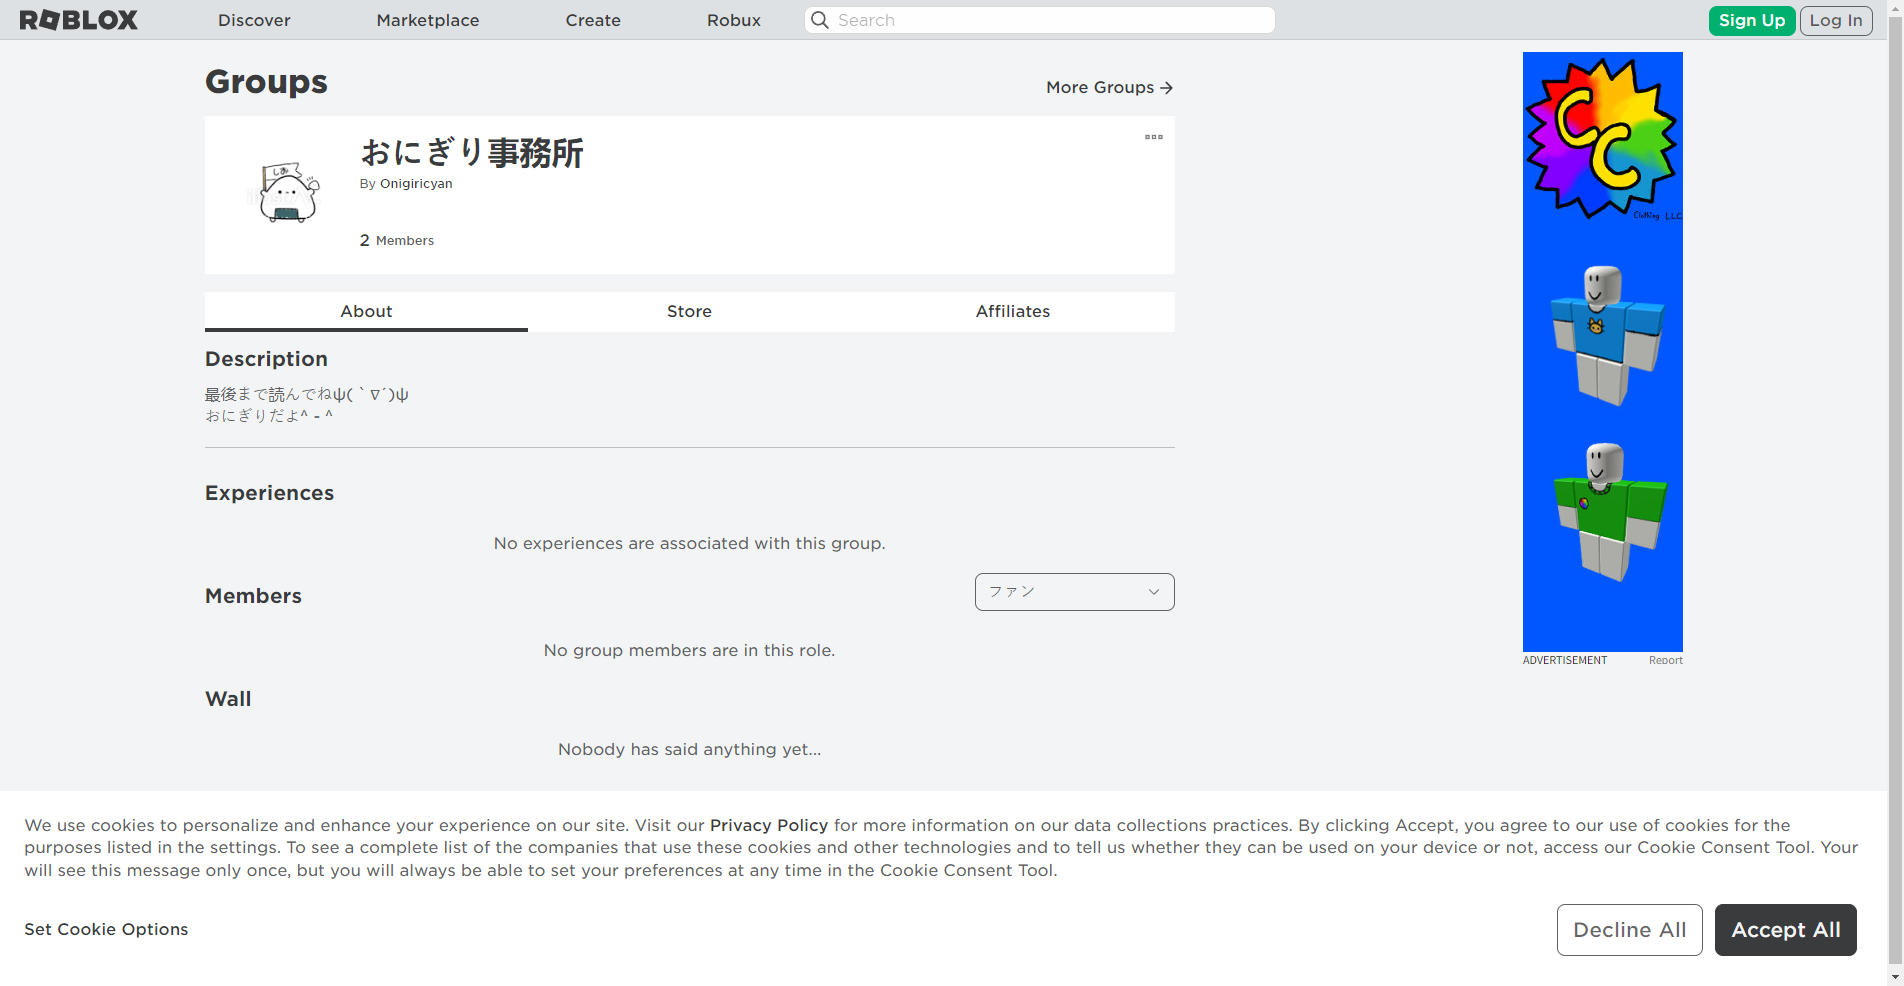 ROBLOX
Discover
Marketplace
Create
Robux
Search
Sign Up
Log In
Groups
More Groups →
おにぎり事務所
By Onigiricyan
2 Members
About
Store
Affiliates
Description
最後まで読んでねψ(｀∇´)ψ
おにぎりだよ^ - ^
Experiences
No experiences are associated with this group.
Members
ファン
No group members are in this role.
Wall
Nobody has said anything yet...
CC
Clothing LLC
ADVERTISEMENT
Report
We use cookies to personalize and enhance your experience on our site. Visit our Privacy Policy for more information on our data collections practices. By clicking Accept, you agree to our use of cookies for the
purposes listed in the settings. To see a complete list of the companies that use these cookies and other technologies and to tell us whether they can be used on your device or not, access our Cookie Consent Tool. Your
will see this message only once, but you will always be able to set your preferences at any time in the Cookie Consent Tool.
Set Cookie Options
Decline All
Accept All